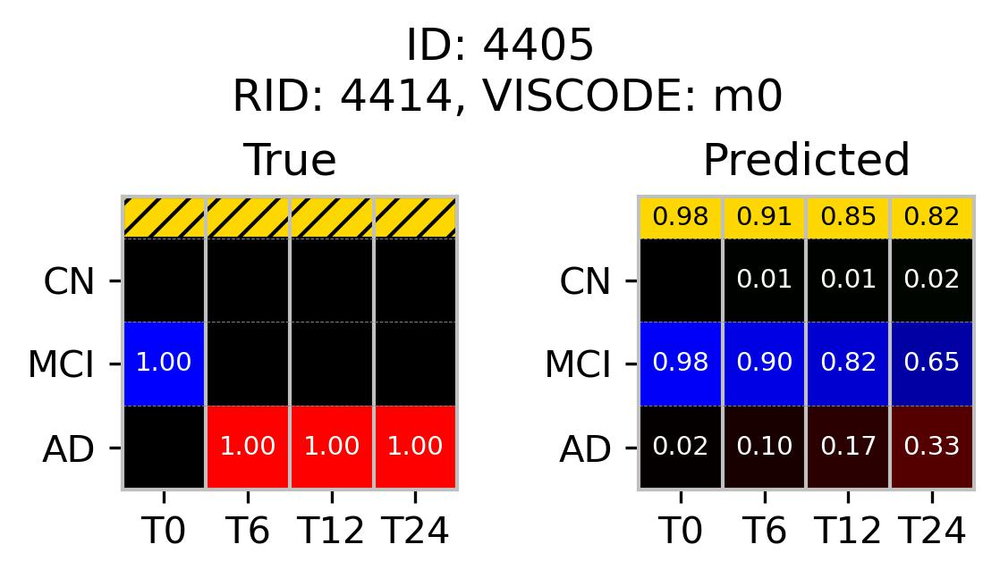 ID: 4405
RID: 4414, VISCODE: m0
True
CN
MCI 1.00
AD 1.00 1.00 1.00
T0 T6 T12 T24
Predicted
0.98 0.91 0.85 0.82
CN 0.01 0.01 0.02
MCI 0.98 0.90 0.82 0.65
AD 0.02 0.10 0.17 0.33
T0 T6 T12 T24